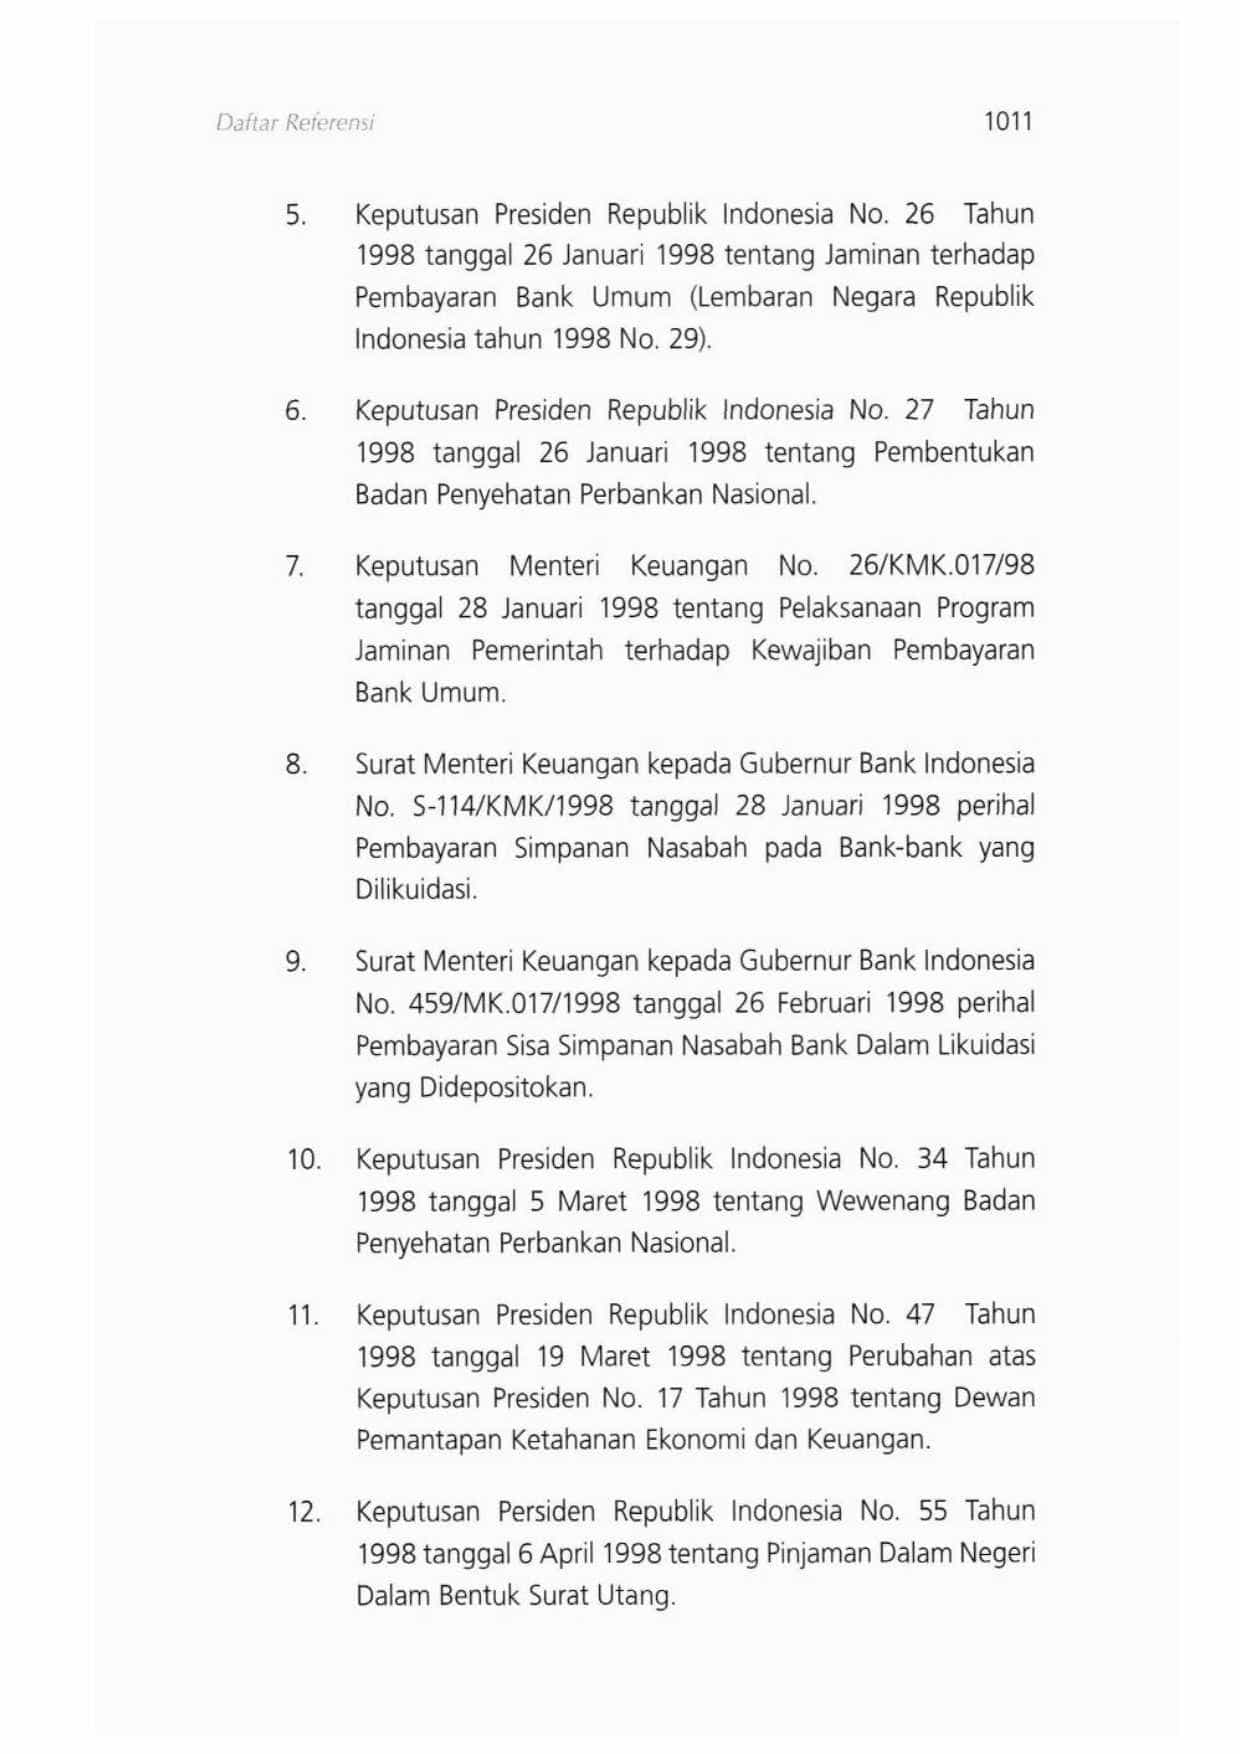 Daftar Referensi 1011
5. Keputusan Presiden Republik Indonesia No. 26 Tahun
1998 tanggal 26 Januari 1998 tentang Jaminan terhadap
Pembayaran Bank Umum (Lembaran Negara Republik
Indonesia tahun 1998 No. 29).
6. Keputusan Presiden Republik Indonesia No. 27 Tahun
1998 tanggal 26 Januari 1998 tentang Pembentukan
Badan Penyehatan Perbankan Nasional.
7. Keputusan Menteri Keuangan No. 26/KMK.017/98
tanggal 28 Januari 1998 tentang Pelaksanaan Program
Jaminan Pemerintah terhadap Kewajiban Pembayaran
Bank Umum.
8. Surat Menteri Keuangan kepada Gubernur Bank Indonesia
No. S-114/KMK/1998 tanggal 28 Januari 1998 perihal
Pembayaran Simpanan Nasabah pada Bank-bank yang
Dilikuidasi.
9. Surat Menteri Keuangan kepada Gubernur Bank Indonesia
No. 459/MK.017/1998 tanggal 26 Februari 1998 perihal
Pembayaran Sisa Simpanan Nasabah Bank Dalam Likuidasi
yang Didepositokan.
10. Keputusan Presiden Republik Indonesia No. 34 Tahun
1998 tanggal 5 Maret 1998 tentang Wewenang Badan
Penyehatan Perbankan Nasional.
11. Keputusan Presiden Republik Indonesia No. 47 Tahun
1998 tanggal 19 Maret 1998 tentang Perubahan atas
Keputusan Presiden No. 17 Tahun 1998 tentang Dewan
Pemantapan Ketahanan Ekonomi dan Keuangan.
12. Keputusan Persiden Republik Indonesia No. 55 Tahun
1998 tanggal 6 April 1998 tentang Pinjaman Dalam Negeri
Dalam Bentuk Surat Utang.